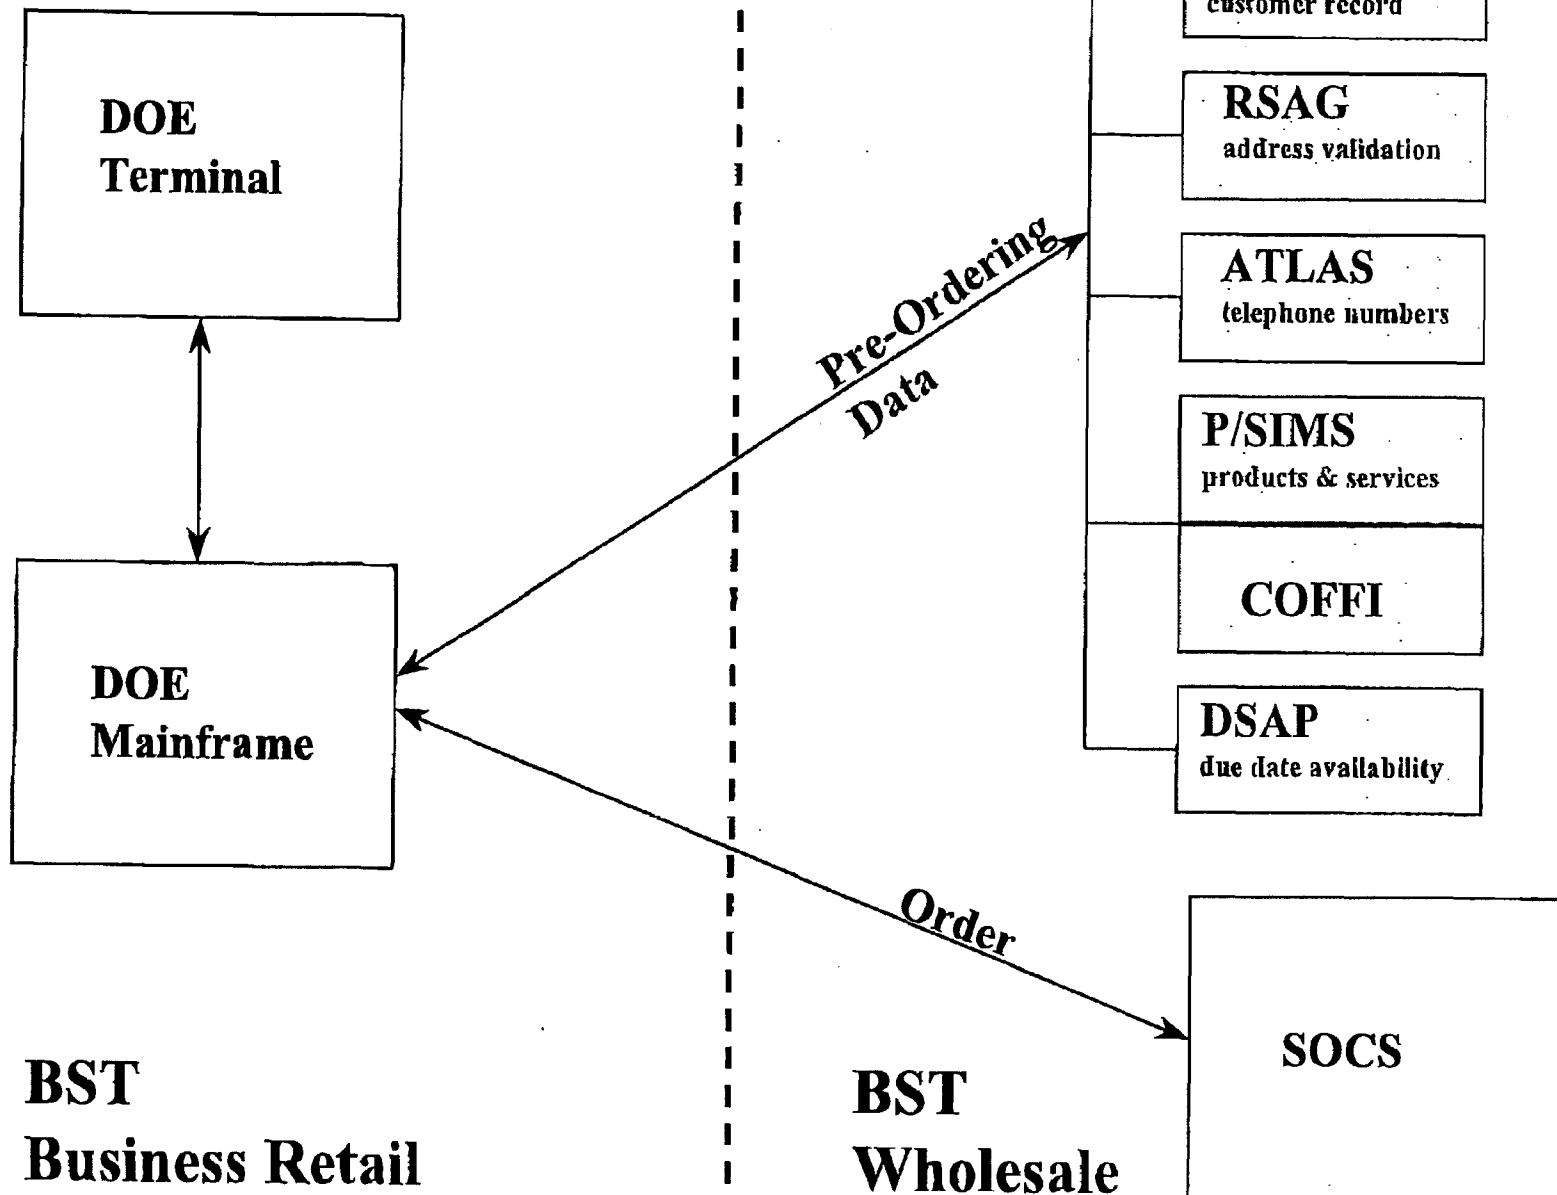 customer record
DOE
Terminal
RSAG
address validation
ATLAS
telephone numbers
Pre-Ordering
Data
P/SIMS
products & services
COFFI
DOE
Mainframe
DSAP
due date availability
Order
SOCS
BST
Business Retail
BST
Wholesale